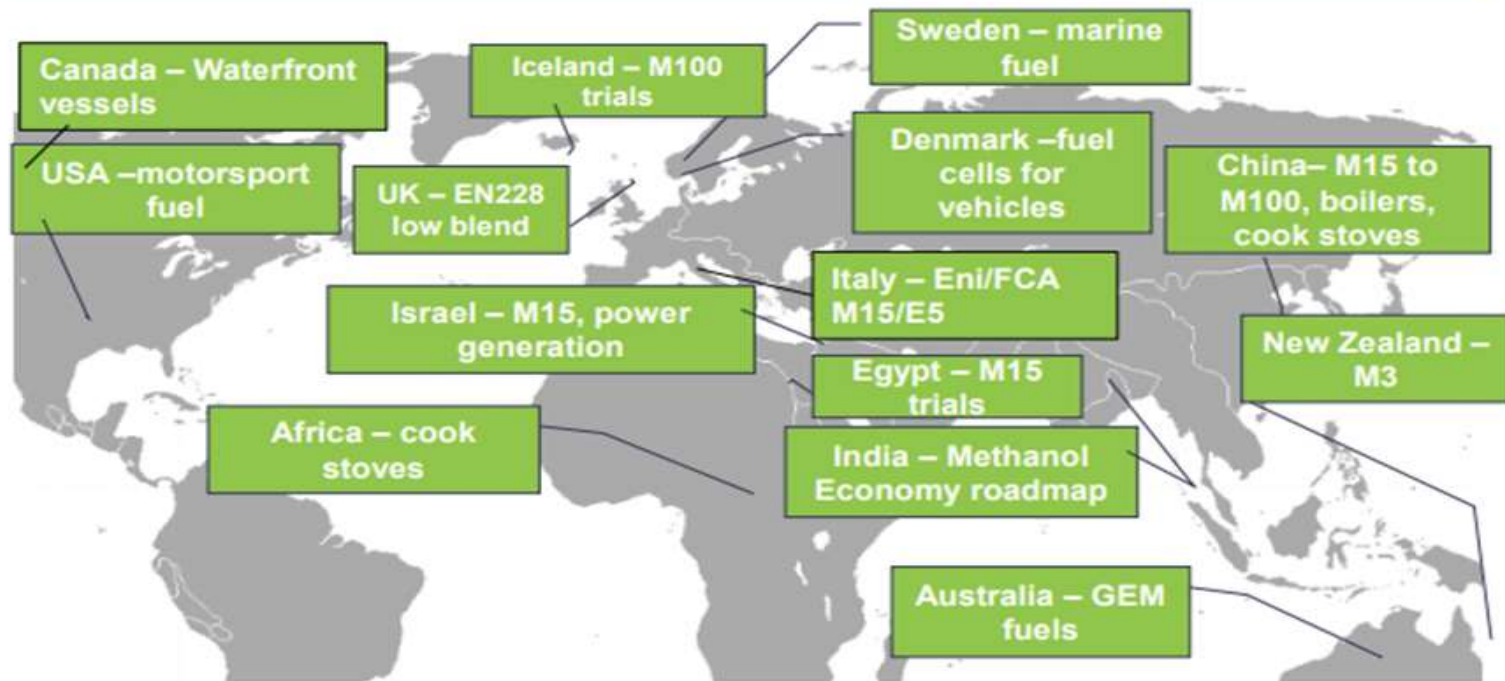 Canada – Waterfront
vessels
Iceland – M100
trials
Sweden – marine
fuel
USA –motorsport
fuel
UK – EN228
low blend
Denmark –fuel
cells for
vehicles
China– M15 to
M100, boilers,
cook stoves
Israel – M15, power
generation
Italy – Eni/FCA
M15/E5
New Zealand –
M3
Egypt – M15
trials
Africa – cook
stoves
India – Methanol
Economy roadmap
Australia – GEM
fuels